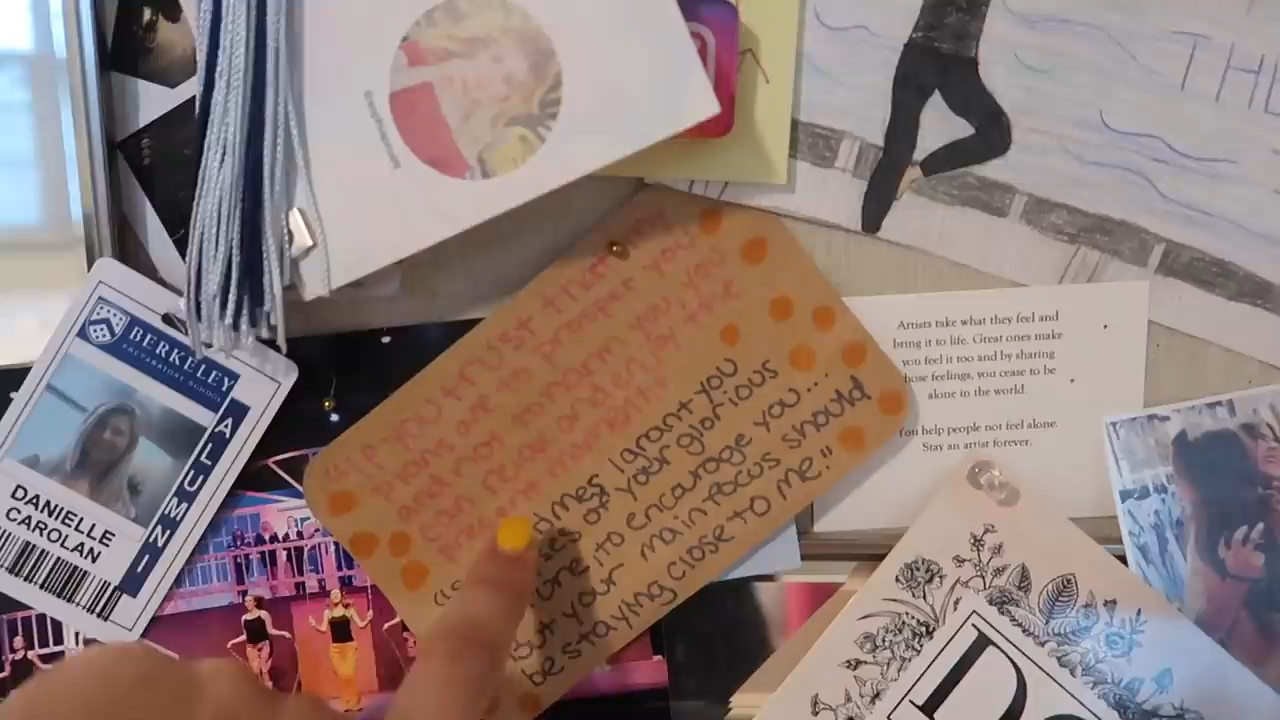 THE
BERKELEY
PREPARATORY SCHOOL
ALUMNI
DANIELLE
CAROLAN
"If you trust that my
plans are to prosper you
and not to harm you, you
can relax and enjoy the
present moment."
I grant you
of your glorious
to encourage you...
But your main focus should
be staying close to me."
Artists take what they feel and
bring it to life. Great ones make
you feel it too and by sharing
those feelings, you cease to be
alone in the world.
You help people not feel alone.
Stay an artist forever.